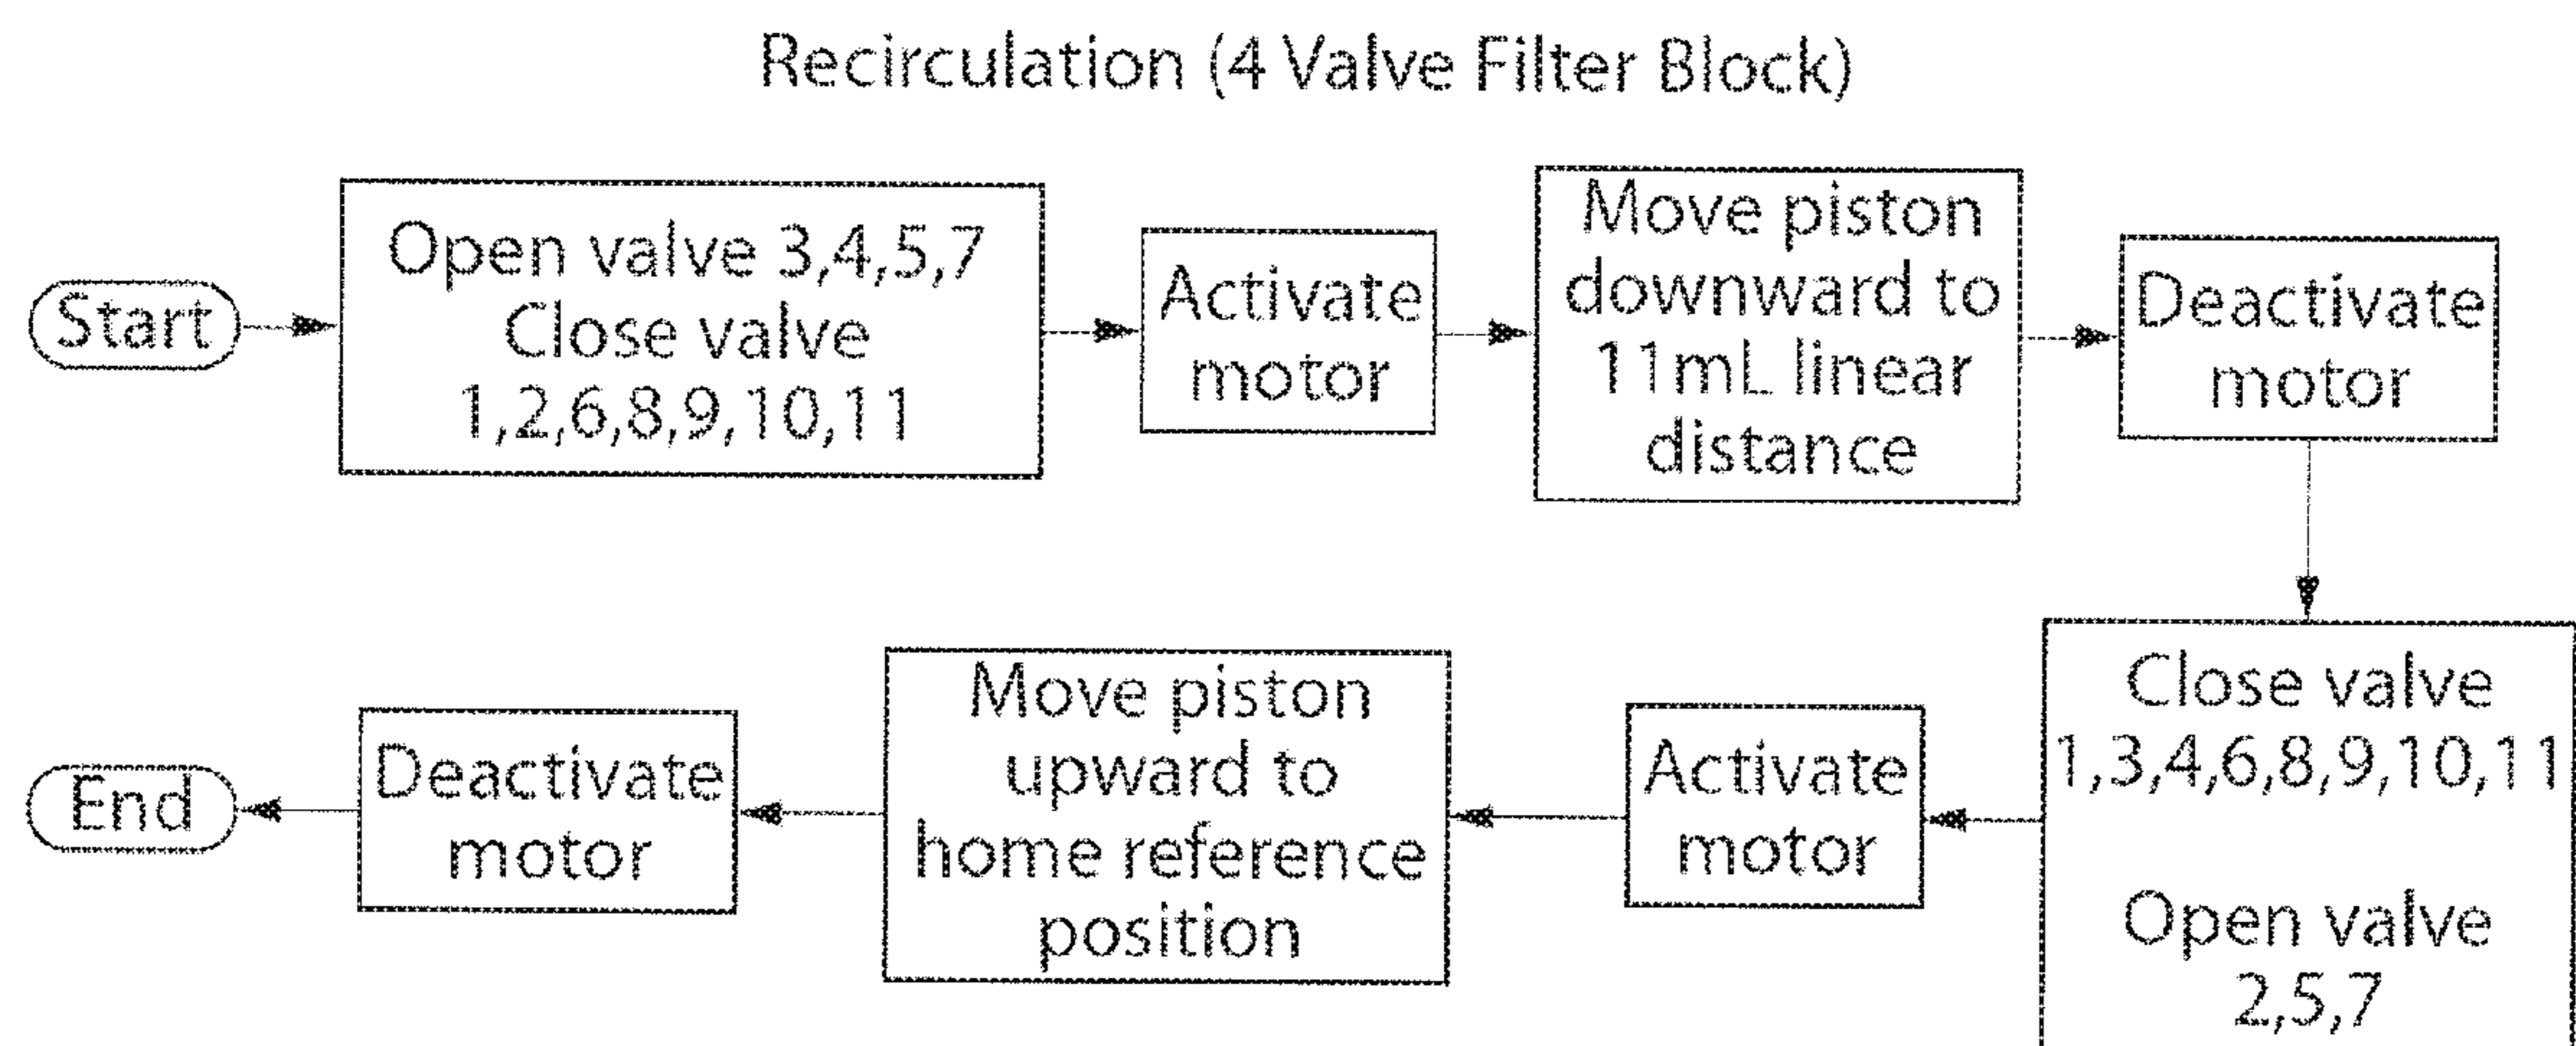 Recirculation (4 Valve Filter Block)
Start
Open valve 3,4,5,7
Close valve
1,2,6,8,9,10,11
Activate
motor
Move piston
downward to
11mL linear
distance
Deactivate
motor
Close valve
1,3,4,6,8,9,10,11
Open valve
2,5,7
Activate
motor
Move piston
upward to
home reference
position
Deactivate
motor
End